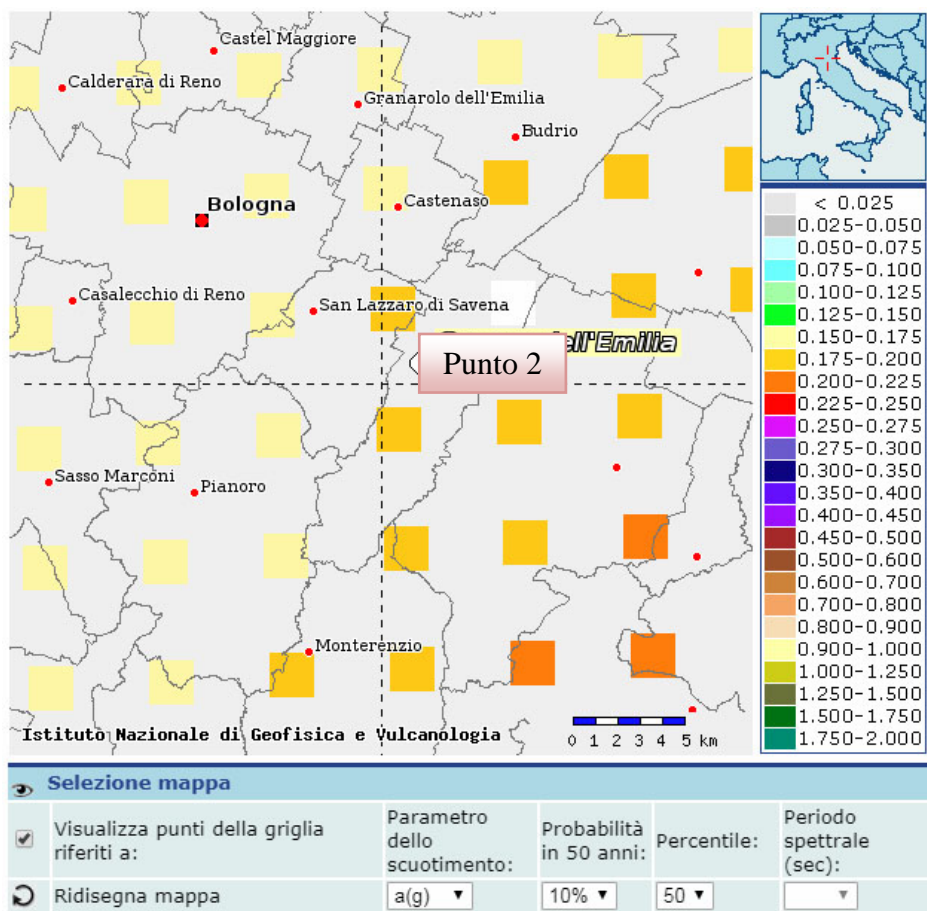 Castel Maggiore
Calderara di Reno
Granarolo dell'Emilia
Budrio
Bologna
Castenaso
Casalecchio di Reno
San Lazzaro di Savena
ell'Emilia
Punto 2
Sasso Marconi
Pianoro
Monterenzio
Istituto Nazionale di Geofisica e Vulcanologia
0 1 2 3 4 5 km
< 0.025
0.025-0.050
0.050-0.075
0.075-0.100
0.100-0.125
0.125-0.150
0.150-0.175
0.175-0.200
0.200-0.225
0.225-0.250
0.250-0.275
0.275-0.300
0.300-0.350
0.350-0.400
0.400-0.450
0.450-0.500
0.500-0.600
0.600-0.700
0.700-0.800
0.800-0.900
0.900-1.000
1.000-1.250
1.250-1.500
1.500-1.750
1.750-2.000
Selezione mappa
Visualizza punti della griglia
riferiti a:
Parametro
dello
scuotimento:
Probabilità
in 50 anni:
Percentile:
Periodo
spettrale
(sec):
Ridisegna mappa
a(g)
10%
50